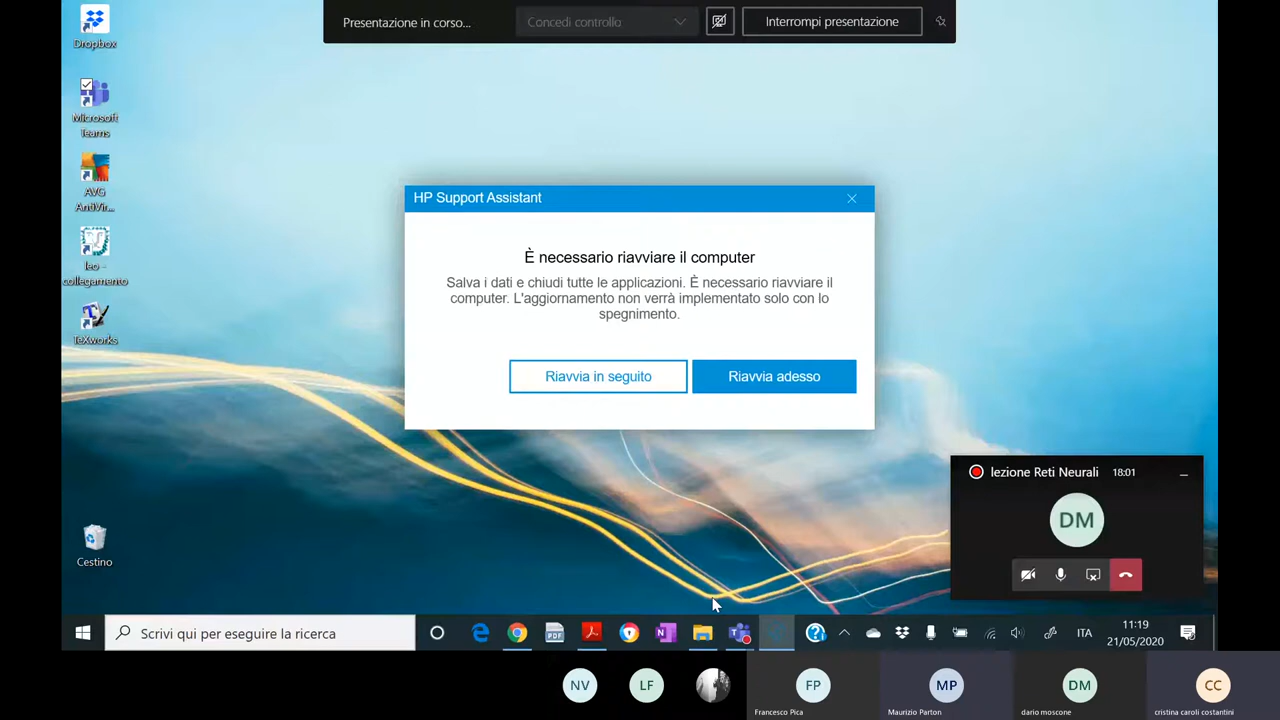 Presentazione in corso...
Concedi controllo
Interrompi presentazione
Dropbox
Microsoft
Teams
AVG
AntiVir...
leo -
collegamento
TeXworks
Cestino
HP Support Assistant
È necessario riavviare il computer
Salva i dati e chiudi tutte le applicazioni. È necessario riavviare il
computer. L'aggiornamento non verrà implementato solo con lo
spegnimento.
Riavvia in seguito
Riavvia adesso
lezione Reti Neurali
18:01
DM
Scrivi qui per eseguire la ricerca
PDF
ITA
11:19
21/05/2020
NV
LF
FP
Francesco Pica
MP
Maurizio Parton
DM
dario moscone
CC
cristina caroli costantini